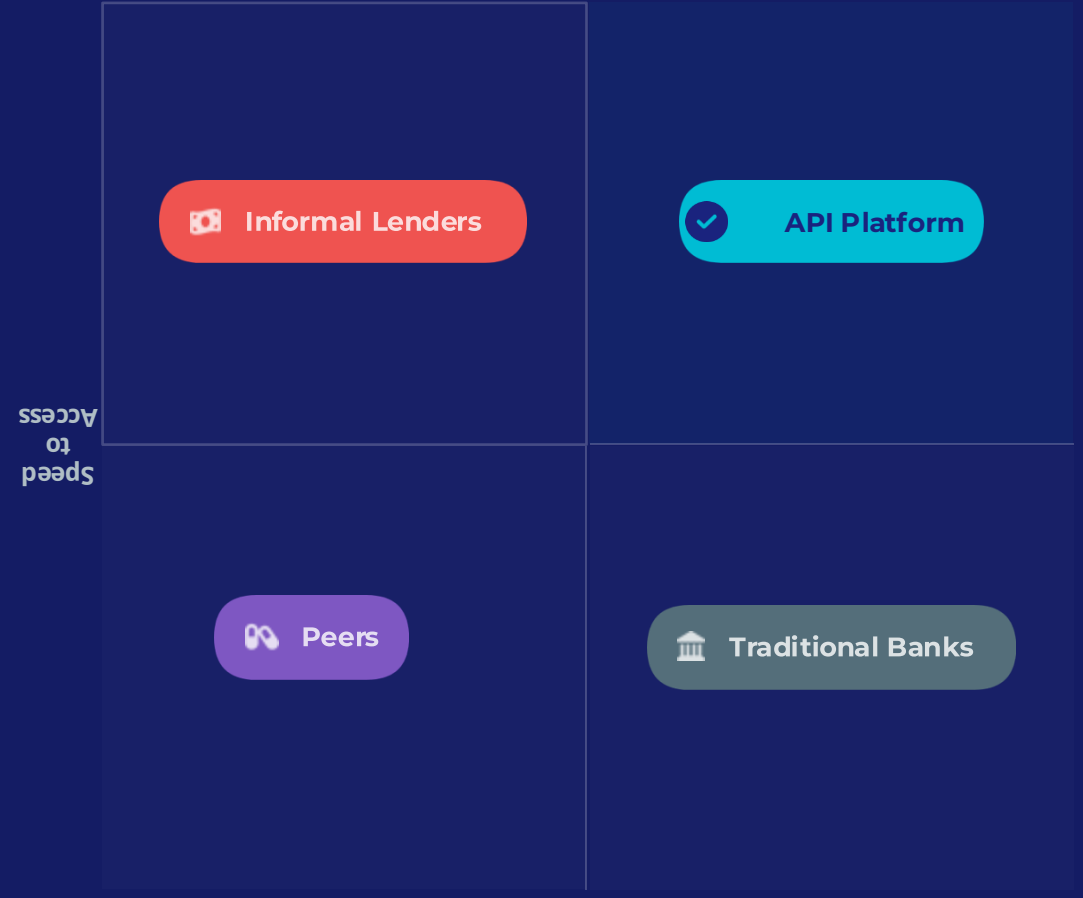 Informal Lenders
API Platform
Speed
to
Access
Peers
Traditional Banks